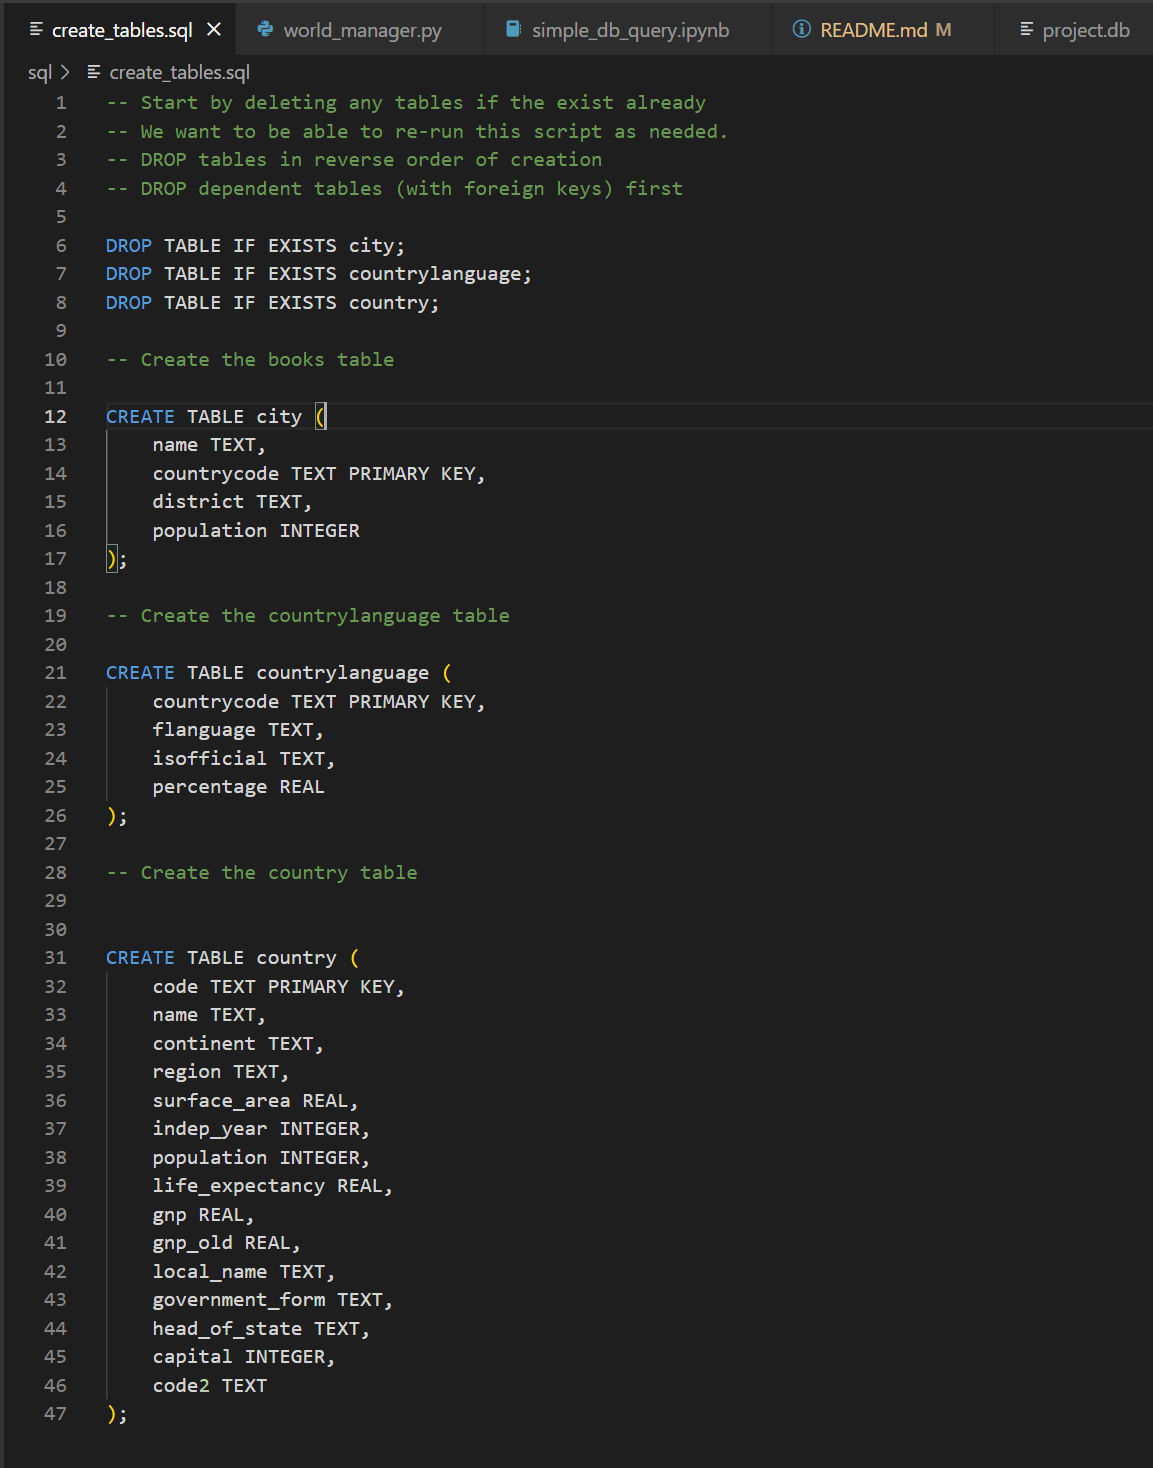 create_tables.sql world_manager.py simple_db_query.ipynb README.md M project.db
sql > create_tables.sql
1 -- Start by deleting any tables if the exist already
2 -- We want to be able to re-run this script as needed.
3 -- DROP tables in reverse order of creation
4 -- DROP dependent tables (with foreign keys) first
5
6 DROP TABLE IF EXISTS city;
7 DROP TABLE IF EXISTS countrylanguage;
8 DROP TABLE IF EXISTS country;
9
10 -- Create the books table
11
12 CREATE TABLE city (
13     name TEXT,
14     countrycode TEXT PRIMARY KEY,
15     district TEXT,
16     population INTEGER
17 );
18
19 -- Create the countrylanguage table
20
21 CREATE TABLE countrylanguage (
22     countrycode TEXT PRIMARY KEY,
23     flanguage TEXT,
24     isofficial TEXT,
25     percentage REAL
26 );
27
28 -- Create the country table
29
30
31 CREATE TABLE country (
32     code TEXT PRIMARY KEY,
33     name TEXT,
34     continent TEXT,
35     region TEXT,
36     surface_area REAL,
37     indep_year INTEGER,
38     population INTEGER,
39     life_expectancy REAL,
40     gnp REAL,
41     gnp_old REAL,
42     local_name TEXT,
43     government_form TEXT,
44     head_of_state TEXT,
45     capital INTEGER,
46     code2 TEXT
47 );